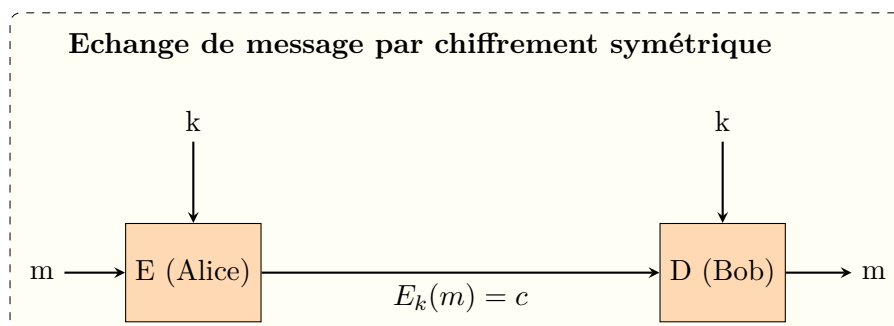 Echange de message par chiffrement symétrique
k k
m E (Alice) D (Bob) m
E_k(m) = c